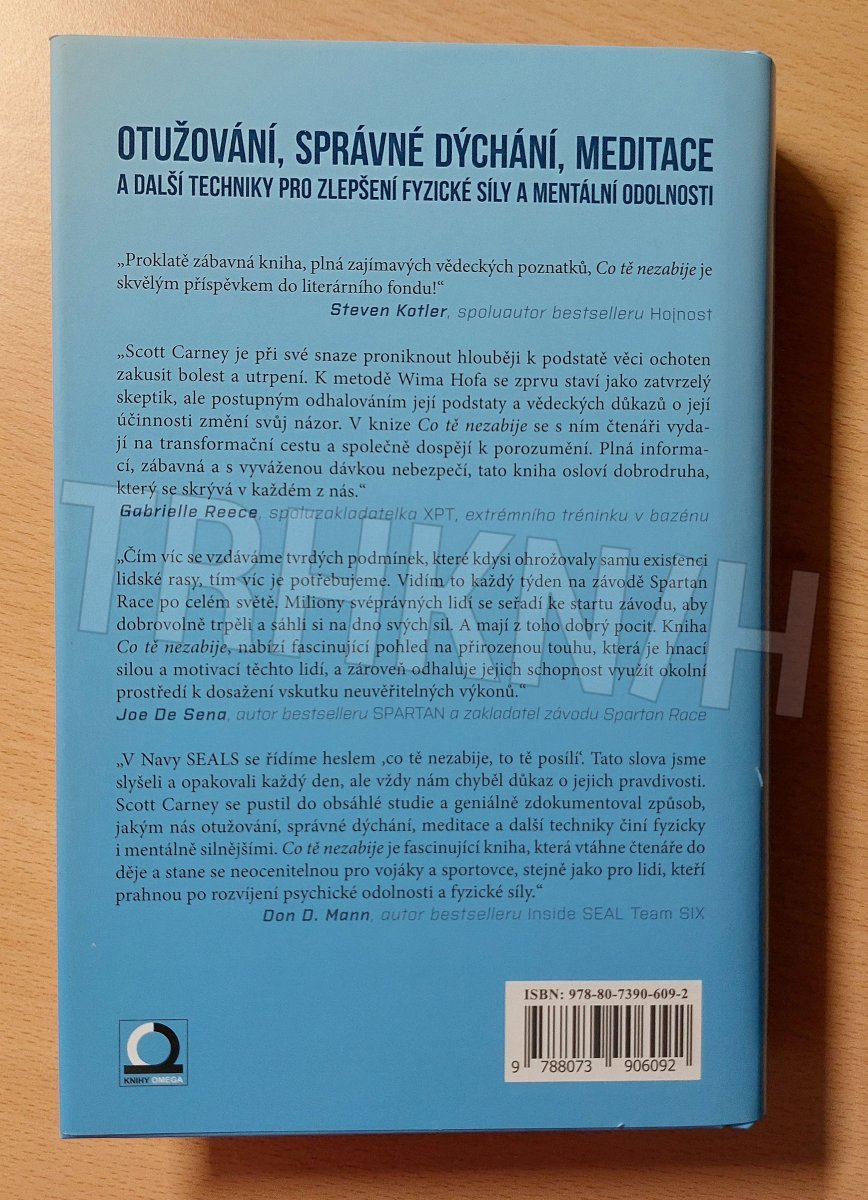 OTUŽOVÁNÍ, SPRÁVNÉ DÝCHÁNÍ, MEDITACE
A DALŠÍ TECHNIKY PRO ZLEPŠENÍ FYZICKÉ SÍLY A MENTÁLNÍ ODOLNOSTI
„Proklatě zábavná kniha, plná zajímavých vědeckých poznatků, Co tě nezabije je
skvělým příspěvkem do literárního fondu!“
Steven Kotler, spoluautor bestselleru Hojnost
„Scott Carney je při své snaze proniknout hlouběji k podstatě věci ochoten
zakusit bolest a utrpení. K metodě Wima Hofa se zprvu staví jako zatvrzelý
skeptik, ale postupným odhalováním její podstaty a vědeckých důkazů o její
účinnosti změní svůj názor. V knize Co tě nezabije se s ním čtenáři vyda-
jí na transformační cestu a společně dospějí k porozumění. Plná informa-
cí, zábavná a s vyváženou dávkou nebezpečí, tato kniha osloví dobrodruha,
který se skrývá v každém z nás.“
Gabrielle Reece, spoluzakladatelka XPT, extrémního tréninku v bazénu
„Čím víc se vzdáváme tvrdých podmínek, které kdysi ohrožovaly samu existenci
lidské rasy, tím víc je potřebujeme. Vidím to každý týden na závodě Spartan
Race po celém světě. Miliony svéprávných lidí se seřadí ke startu závodu, aby
dobrovolně trpěli a sáhli si na dno svých sil. A mají z toho dobrý pocit. Kniha
Co tě nezabije, nabízí fascinující pohled na přirozenou touhu, která je hnací
silou a motivací těchto lidí, a zároveň odhaluje jejich schopnost využít okolní
prostředí k dosažení vskutku neuvěřitelných výkonů.“
Joe De Sena, autor bestselleru SPARTAN a zakladatel závodu Spartan Race
„V Navy SEALS se řídíme heslem ‚co tě nezabije, to tě posílí‘. Tato slova jsme
slyšeli a opakovali každý den, ale vždy nám chyběl důkaz o jejich pravdivosti.
Scott Carney se pustil do obsáhlé studie a geniálně zdokumentoval způsob,
jakým nás otužování, správné dýchání, meditace a další techniky činí fyzicky
i mentálně silnějšími. Co tě nezabije je fascinující kniha, která vtáhne čtenáře do
děje a stane se neocenitelnou pro vojáky a sportovce, stejně jako pro lidi, kteří
prahnou po rozvíjení psychické odolnosti a fyzické síly.“
Don D. Mann, autor bestselleru Inside SEAL Team SIX
ISBN: 978-80-7390-609-2
9 788073 906092
KNIHY OMEGA
TRHKNIH